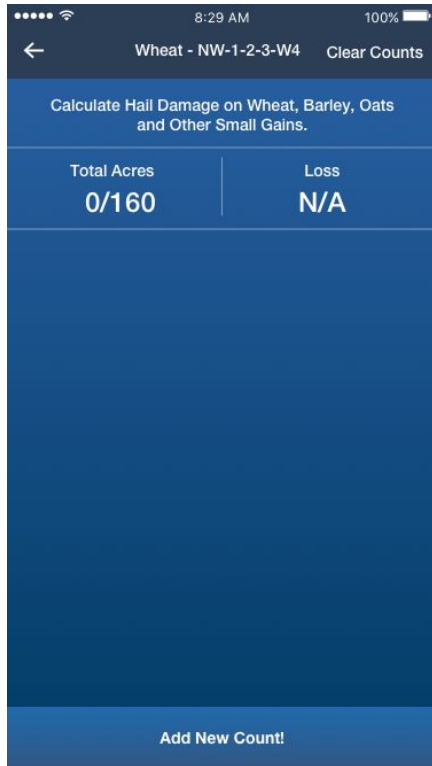 8:29 AM 100%
Wheat - NW-1-2-3-W4 Clear Counts
Calculate Hail Damage on Wheat, Barley, Oats
and Other Small Gains.
Total Acres Loss
0/160 N/A
Add New Count!